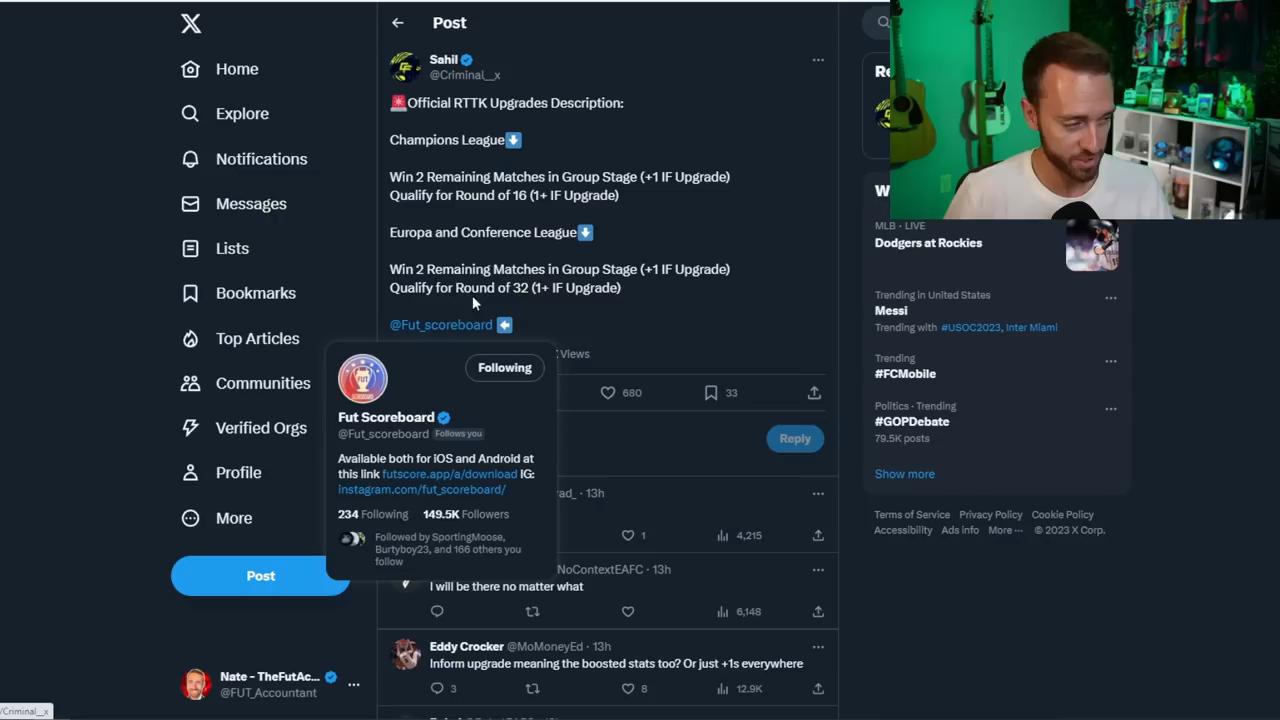 Home
Explore
Notifications
Messages
Lists
Bookmarks
Top Articles
Communities
Verified Orgs
Profile
More
Post
Nate - TheFutAc...
@FUT_Accountant
/Criminal__x
Post
Sahil
@Criminal__x
🚨Official RTTK Upgrades Description:
Champions League⬇️
Win 2 Remaining Matches in Group Stage (+1 IF Upgrade)
Qualify for Round of 16 (1+ IF Upgrade)
Europa and Conference League⬇️
Win 2 Remaining Matches in Group Stage (+1 IF Upgrade)
Qualify for Round of 32 (1+ IF Upgrade)
@Fut_scoreboard ⬅️
Views
680
33
Reply
Following
Fut Scoreboard
@Fut_scoreboard Follows you
Available both for iOS and Android at
this link futscore.app/a/download IG:
instagram.com/fut_scoreboard/
234 Following 149.5K Followers
Followed by SportingMoose,
Burtyboy23, and 166 others you
follow
ad_ · 13h
1 4,215
NoContextEAFC · 13h
I will be there no matter what
6,148
Eddy Crocker @MoMoneyEd · 13h
Inform upgrade meaning the boosted stats too? Or just +1s everywhere
3 8 12.9K
Re
W
MLB · LIVE
Dodgers at Rockies
Trending in United States
Messi
Trending with #USOC2023, Inter Miami
Trending
#FCMobile
Politics · Trending
#GOPDebate
79.5K posts
Show more
Terms of Service Privacy Policy Cookie Policy
Accessibility Ads info More ··· © 2023 X Corp.